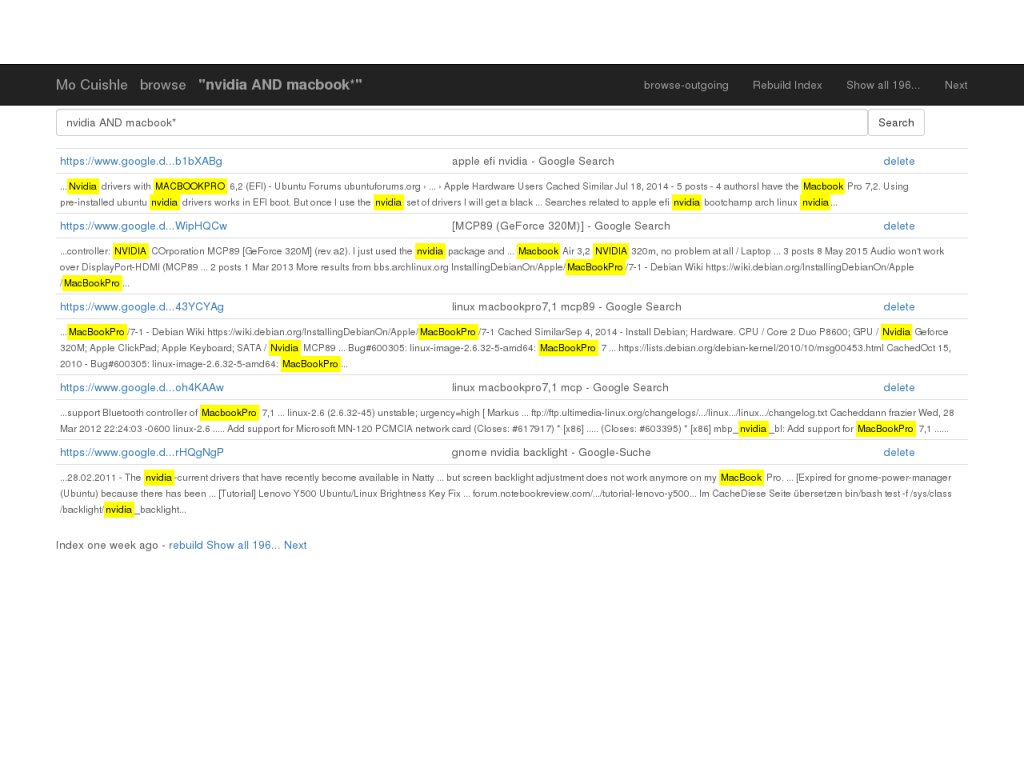 Mo Cuishle browse "nvidia AND macbook*" browse-outgoing Rebuild Index Show all 196... Next
nvidia AND macbook* Search
https://www.google.d...b1bXABg apple efi nvidia - Google Search delete
...Nvidia drivers with MACBOOKPRO 6,2 (EFI) - Ubuntu Forums ubuntuforums.org › ... › Apple Hardware Users Cached Similar Jul 18, 2014 - 5 posts - 4 authorsI have the Macbook Pro 7,2. Using
pre-installed ubuntu nvidia drivers works in EFI boot. But once I use the nvidia set of drivers I will get a black ... Searches related to apple efi nvidia bootchamp arch linux nvidia...
https://www.google.d...WipHQCw [MCP89 (GeForce 320M)] - Google Search delete
...controller: NVIDIA COrporation MCP89 [GeForce 320M] (rev a2). I just used the nvidia package and ... Macbook Air 3,2 NVIDIA 320m, no problem at all / Laptop ... 3 posts 8 May 2015 Audio won't work
over DisplayPort-HDMI (MCP89 ... 2 posts 1 Mar 2013 More results from bbs.archlinux.org InstallingDebianOn/Apple/MacBookPro/7-1 - Debian Wiki https://wiki.debian.org/InstallingDebianOn/Apple
/MacBookPro...
https://www.google.d...43YCYAg linux macbookpro7,1 mcp89 - Google Search delete
...MacBookPro/7-1 - Debian Wiki https://wiki.debian.org/InstallingDebianOn/Apple/MacBookPro/7-1 Cached SimilarSep 4, 2014 - Install Debian; Hardware. CPU / Core 2 Duo P8600; GPU / Nvidia Geforce
320M; Apple ClickPad; Apple Keyboard; SATA / Nvidia MCP89 ... Bug#600305: linux-image-2.6.32-5-amd64: MacBookPro 7 ... https://lists.debian.org/debian-kernel/2010/10/msg00453.html CachedOct 15,
2010 - Bug#600305: linux-image-2.6.32-5-amd64: MacBookPro...
https://www.google.d...oh4KAAw linux macbookpro7,1 mcp - Google Search delete
...support Bluetooth controller of MacbookPro 7,1 ... linux-2.6 (2.6.32-45) unstable; urgency=high [ Markus ... ftp://ftp.ultimedia-linux.org/changelogs/.../linux.../linux.../changelog.txt Cacheddann frazier Wed, 28
Mar 2012 22:24:03 -0600 linux-2.6 ..... Add support for Microsoft MN-120 PCMCIA network card (Closes: #617917) * [x86] ..... (Closes: #603395) * [x86] mbp_nvidia_bl: Add support for MacBookPro 7,1 ......
https://www.google.d...rHQgNgP gnome nvidia backlight - Google-Suche delete
...28.02.2011 - The nvidia-current drivers that have recently become available in Natty ... but screen backlight adjustment does not work anymore on my MacBook Pro. ... [Expired for gnome-power-manager
(Ubuntu) because there has been ... [Tutorial] Lenovo Y500 Ubuntu/Linux Brightness Key Fix ... forum.notebookreview.com/.../tutorial-lenovo-y500... Im CacheDiese Seite übersetzen bin/bash test -f /sys/class
/backlight/nvidia_backlight...
Index one week ago - rebuild Show all 196... Next